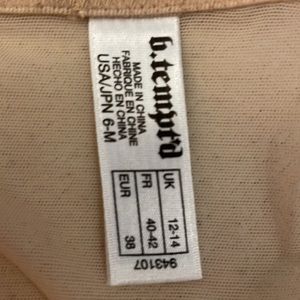 b.tempt'd
MADE IN CHINA
FABRIQUE EN CHINE
HECHO EN CHINA
USA/JPN 6-M
UK 12-14
FR 40-42
EUR 38
943107